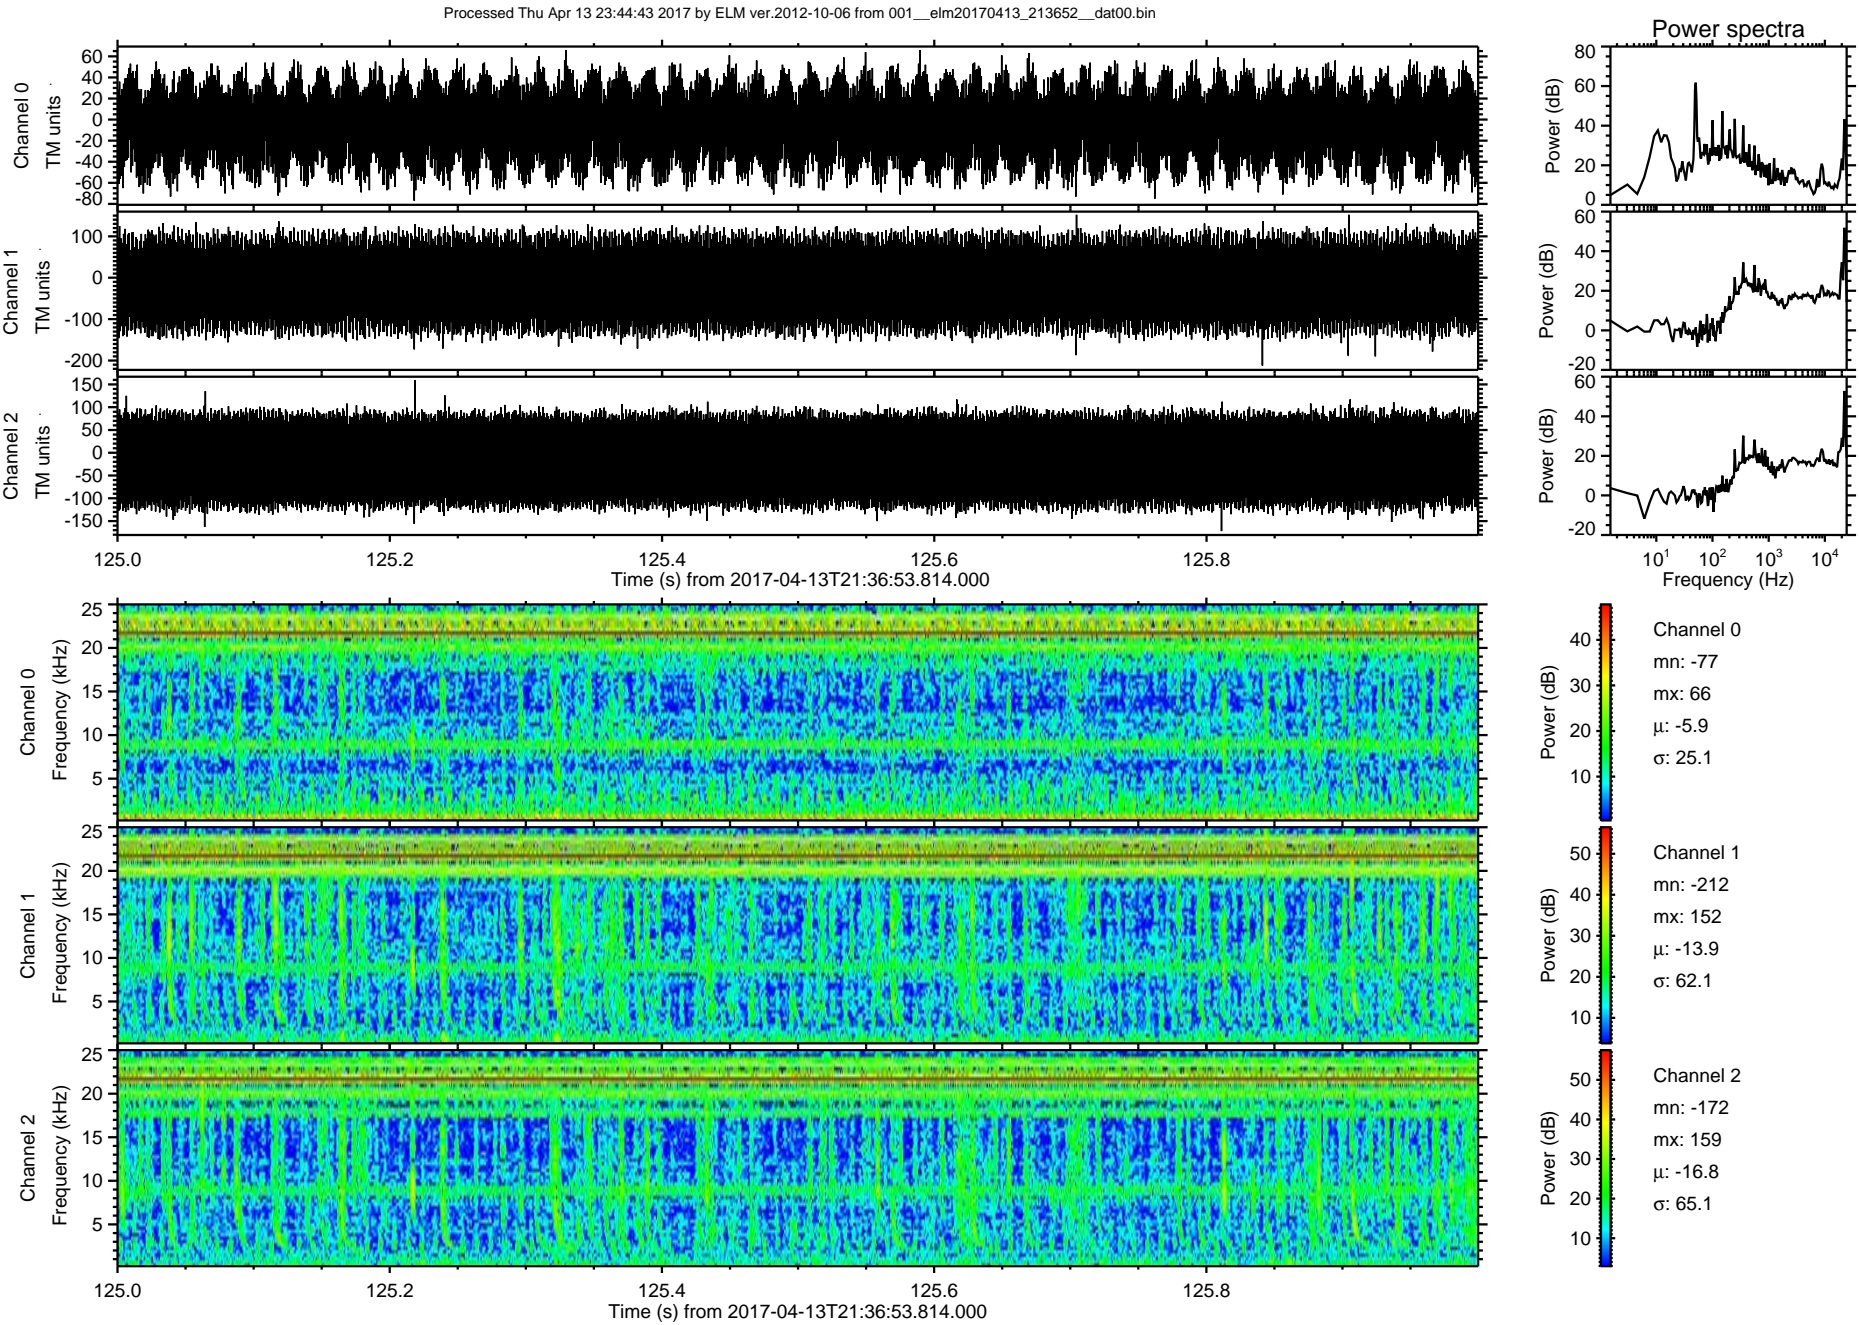 Processed Thu Apr 13 23:44:43 2017 by ELM ver.2012-10-06 from 001__elm20170413_213652__dat00.bin
Power spectra
Channel 0
TM units
60
40
20
0
-20
-40
-60
-80
Power (dB)
80
60
40
20
0
Channel 1
TM units
100
0
-100
-200
Power (dB)
60
40
20
0
-20
Channel 2
TM units
150
100
50
0
-50
-100
-150
Power (dB)
60
40
20
0
-20
125.0 125.2 125.4 125.6 125.8
Time (s) from 2017-04-13T21:36:53.814.000
10¹ 10² 10³ 10⁴
Frequency (Hz)
Channel 0
Frequency (kHz)
25
20
15
10
5
Power (dB)
40
30
20
10
Channel 0
mn: -77
mx: 66
μ: -5.9
σ: 25.1
Channel 1
Frequency (kHz)
25
20
15
10
5
Power (dB)
50
40
30
20
10
Channel 1
mn: -212
mx: 152
μ: -13.9
σ: 62.1
Channel 2
Frequency (kHz)
25
20
15
10
5
Power (dB)
50
40
30
20
10
Channel 2
mn: -172
mx: 159
μ: -16.8
σ: 65.1
125.0 125.2 125.4 125.6 125.8
Time (s) from 2017-04-13T21:36:53.814.000